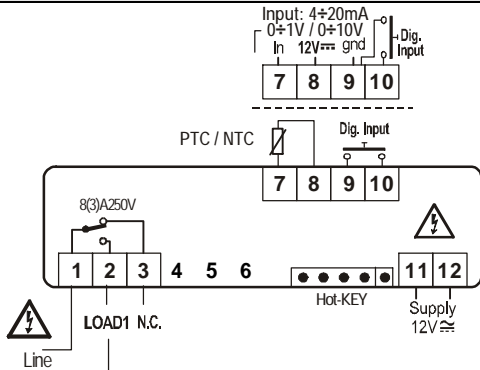 Input: 4÷20mA
0÷1V / 0÷10V
In 12V⎓ gnd
Dig.
Input
7 8 9 10
PTC / NTC
Dig. Input
7 8 9 10
8(3)A250V
1 2 3 4 5 6
11 12
Hot-KEY
Supply
12V≂
LOAD1 N.C.
Line